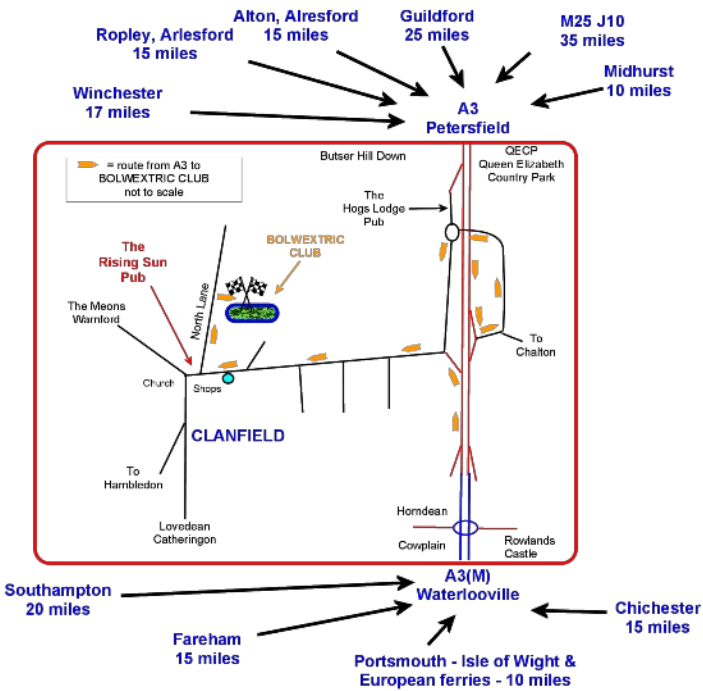 Alton, Alresford
15 miles
Guildford
25 miles
M25 J10
35 miles
Ropley, Arlesford
15 miles
Midhurst
10 miles
Winchester
17 miles
A3
Petersfield
= route from A3 to
BOLWEXTRIC CLUB
not to scale
Butser Hill Down
QECP
Queen Elizabeth
Country Park
The
Hogs Lodge
Pub
The
Rising Sun
Pub
BOLWEXTRIC
CLUB
North Lane
The Meons
Warnford
To
Chalton
Church
Shops
CLANFIELD
To
Hambledon
Lovedean
Catherington
Horndean
Cowplain
Rowlands
Castle
A3(M)
Waterlooville
Southampton
20 miles
Fareham
15 miles
Chichester
15 miles
Portsmouth - Isle of Wight &
European ferries - 10 miles